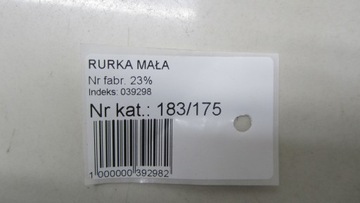 RURKA MAŁA
Nr fabr. 23%
Indeks: 039298
Nr kat.: 183/175
1 000000 392982